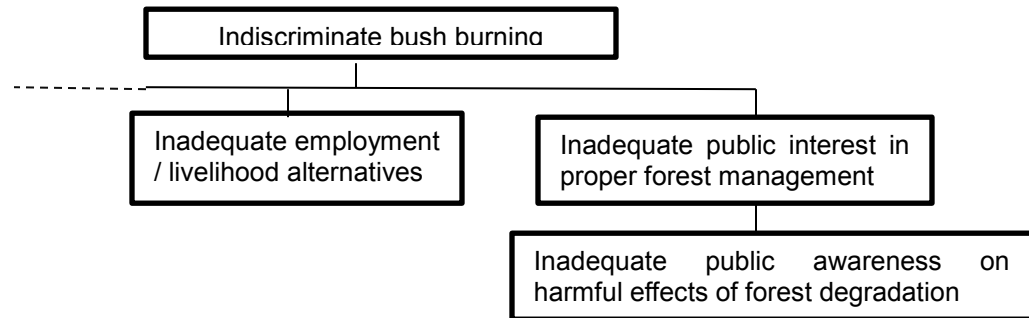 Indiscriminate bush burning
Inadequate employment
/ livelihood alternatives
Inadequate public interest in
proper forest management
Inadequate public awareness on
harmful effects of forest degradation